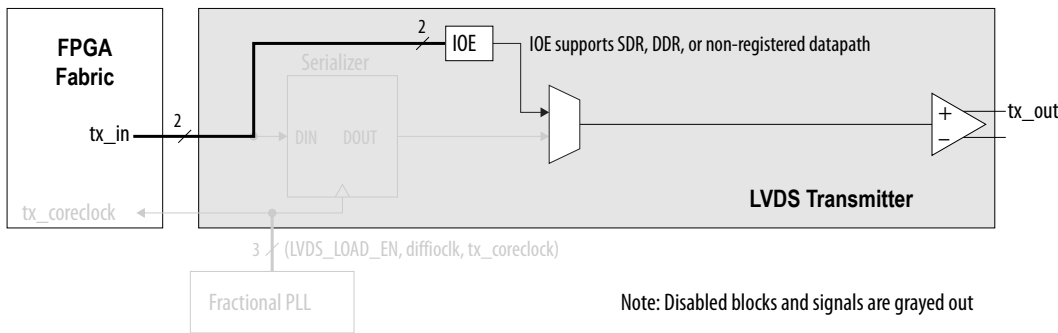 FPGA
Fabric
2
IOE
IOE supports SDR, DDR, or non-registered datapath
Serializer
tx_in
2
DIN
DOUT
+
–
tx_out
tx_coreclock
LVDS Transmitter
3
(LVDS_LOAD_EN, diffioclk, tx_coreclock)
Fractional PLL
Note: Disabled blocks and signals are grayed out